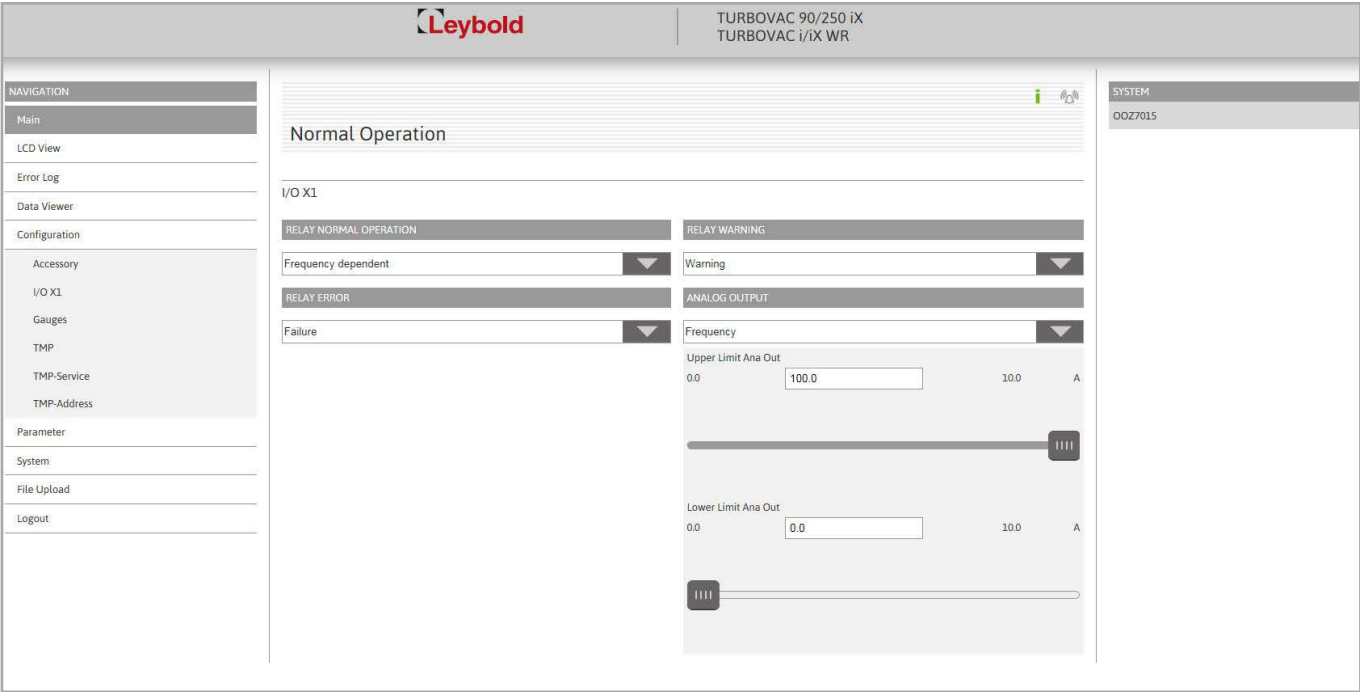 Leybold
TURBOVAC 90/250 iX
TURBOVAC i/iX WR
NAVIGATION
Main
LCD View
Error Log
Data Viewer
Configuration
Accessory
I/O X1
Gauges
TMP
TMP-Service
TMP-Address
Parameter
System
File Upload
Logout
i
Normal Operation
I/O X1
RELAY NORMAL OPERATION
Frequency dependent
RELAY ERROR
Failure
RELAY WARNING
Warning
ANALOG OUTPUT
Frequency
Upper Limit Ana Out
0.0 100.0 10.0 A
Lower Limit Ana Out
0.0 0.0 10.0 A
SYSTEM
OOZ7015